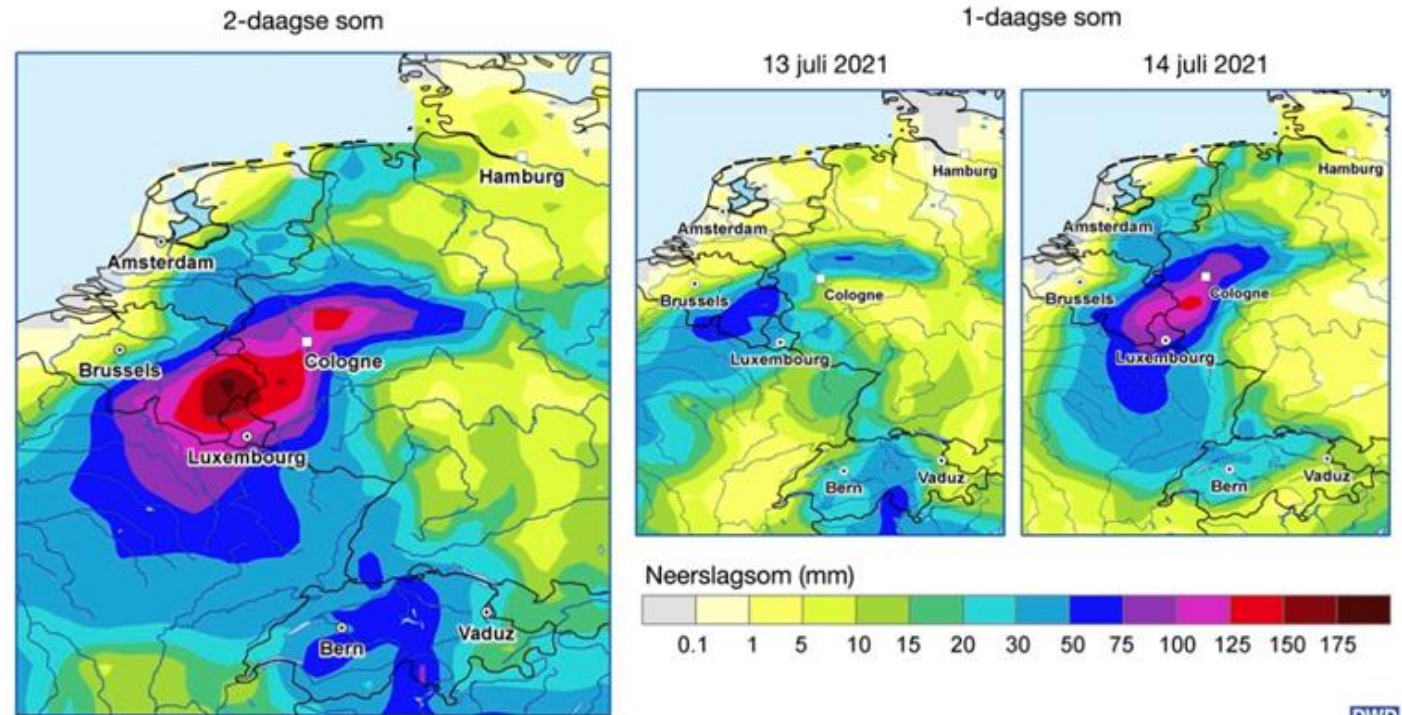 2-daagse som
Hamburg
Amsterdam
Brussels
Cologne
Luxembourg
Bern
Vaduz
1-daagse som
13 juli 2021
Hamburg
Amsterdam
Brussels
Cologne
Luxembourg
Bern
Vaduz
14 juli 2021
Hamburg
Amsterdam
Brussels
Cologne
Luxembourg
Bern
Vaduz
Neerslagsom (mm)
0.1 1 5 10 15 20 30 50 75 100 125 150 175